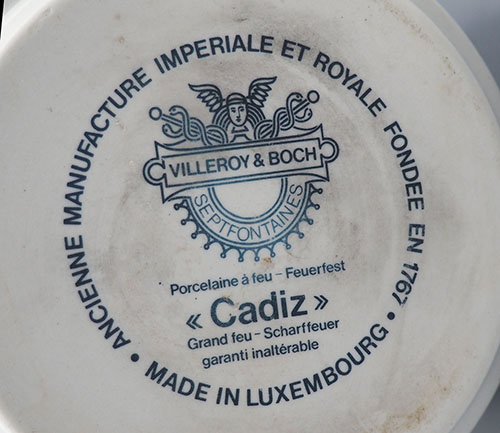 • ANCIENNE MANUFACTURE IMPERIALE ET ROYALE FONDEE EN 1767 •
VILLEROY & BOCH
SEPTFONTAINES
Porcelaine à feu – Feuerfest
« Cadiz »
Grand feu – Scharffeuer
garanti inaltérable
MADE IN LUXEMBOURG